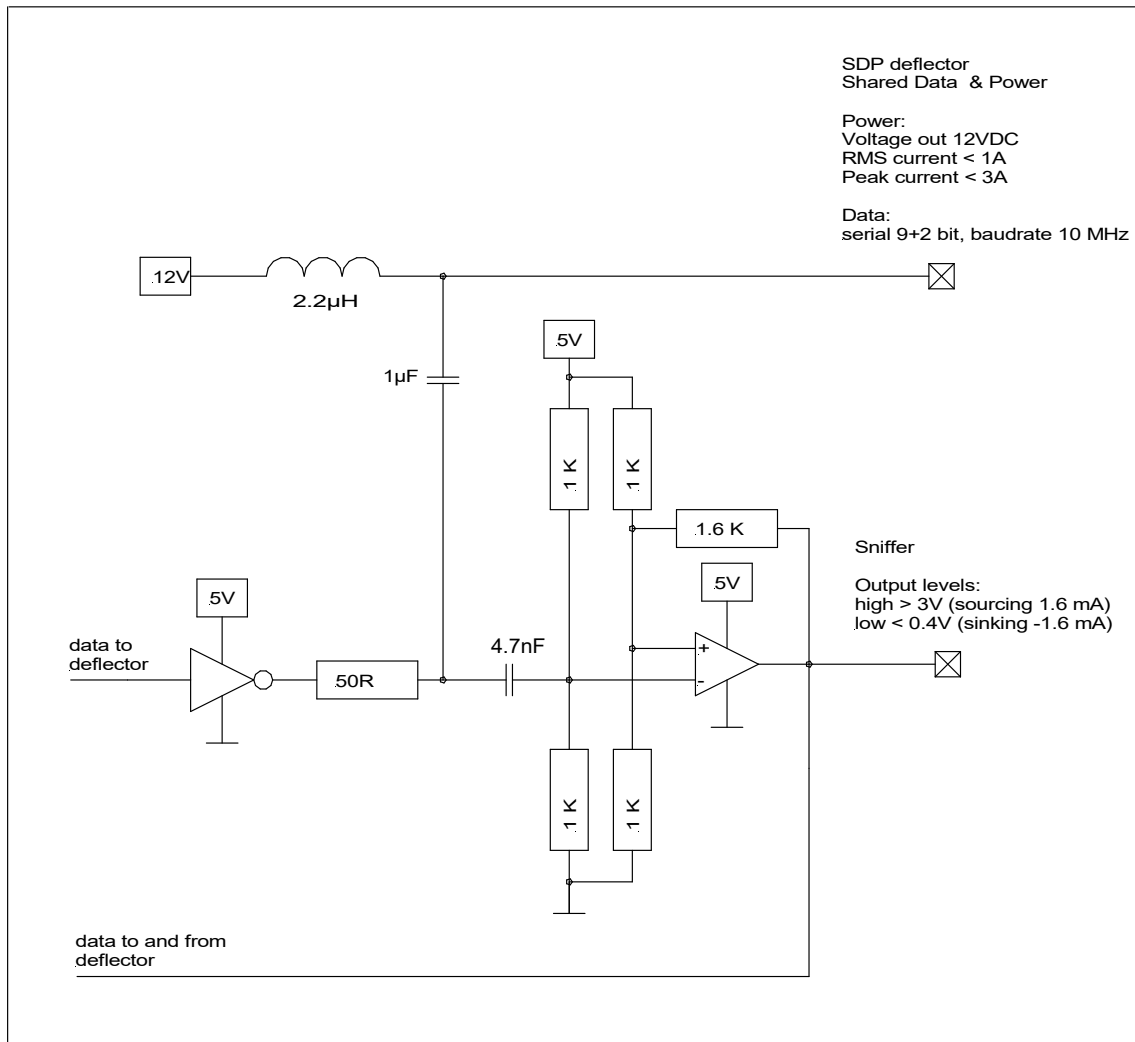 SDP deflector
Shared Data & Power
Power:
Voltage out 12VDC
RMS current < 1A
Peak current < 3A
Data:
serial 9+2 bit, baudrate 10 MHz
12V
2.2µH
5V
1µF
1 K
1 K
1.6 K
Sniffer
Output levels:
high > 3V (sourcing 1.6 mA)
low < 0.4V (sinking -1.6 mA)
5V
5V
data to
deflector
4.7nF
50R
+
-
1 K
1 K
data to and from
deflector